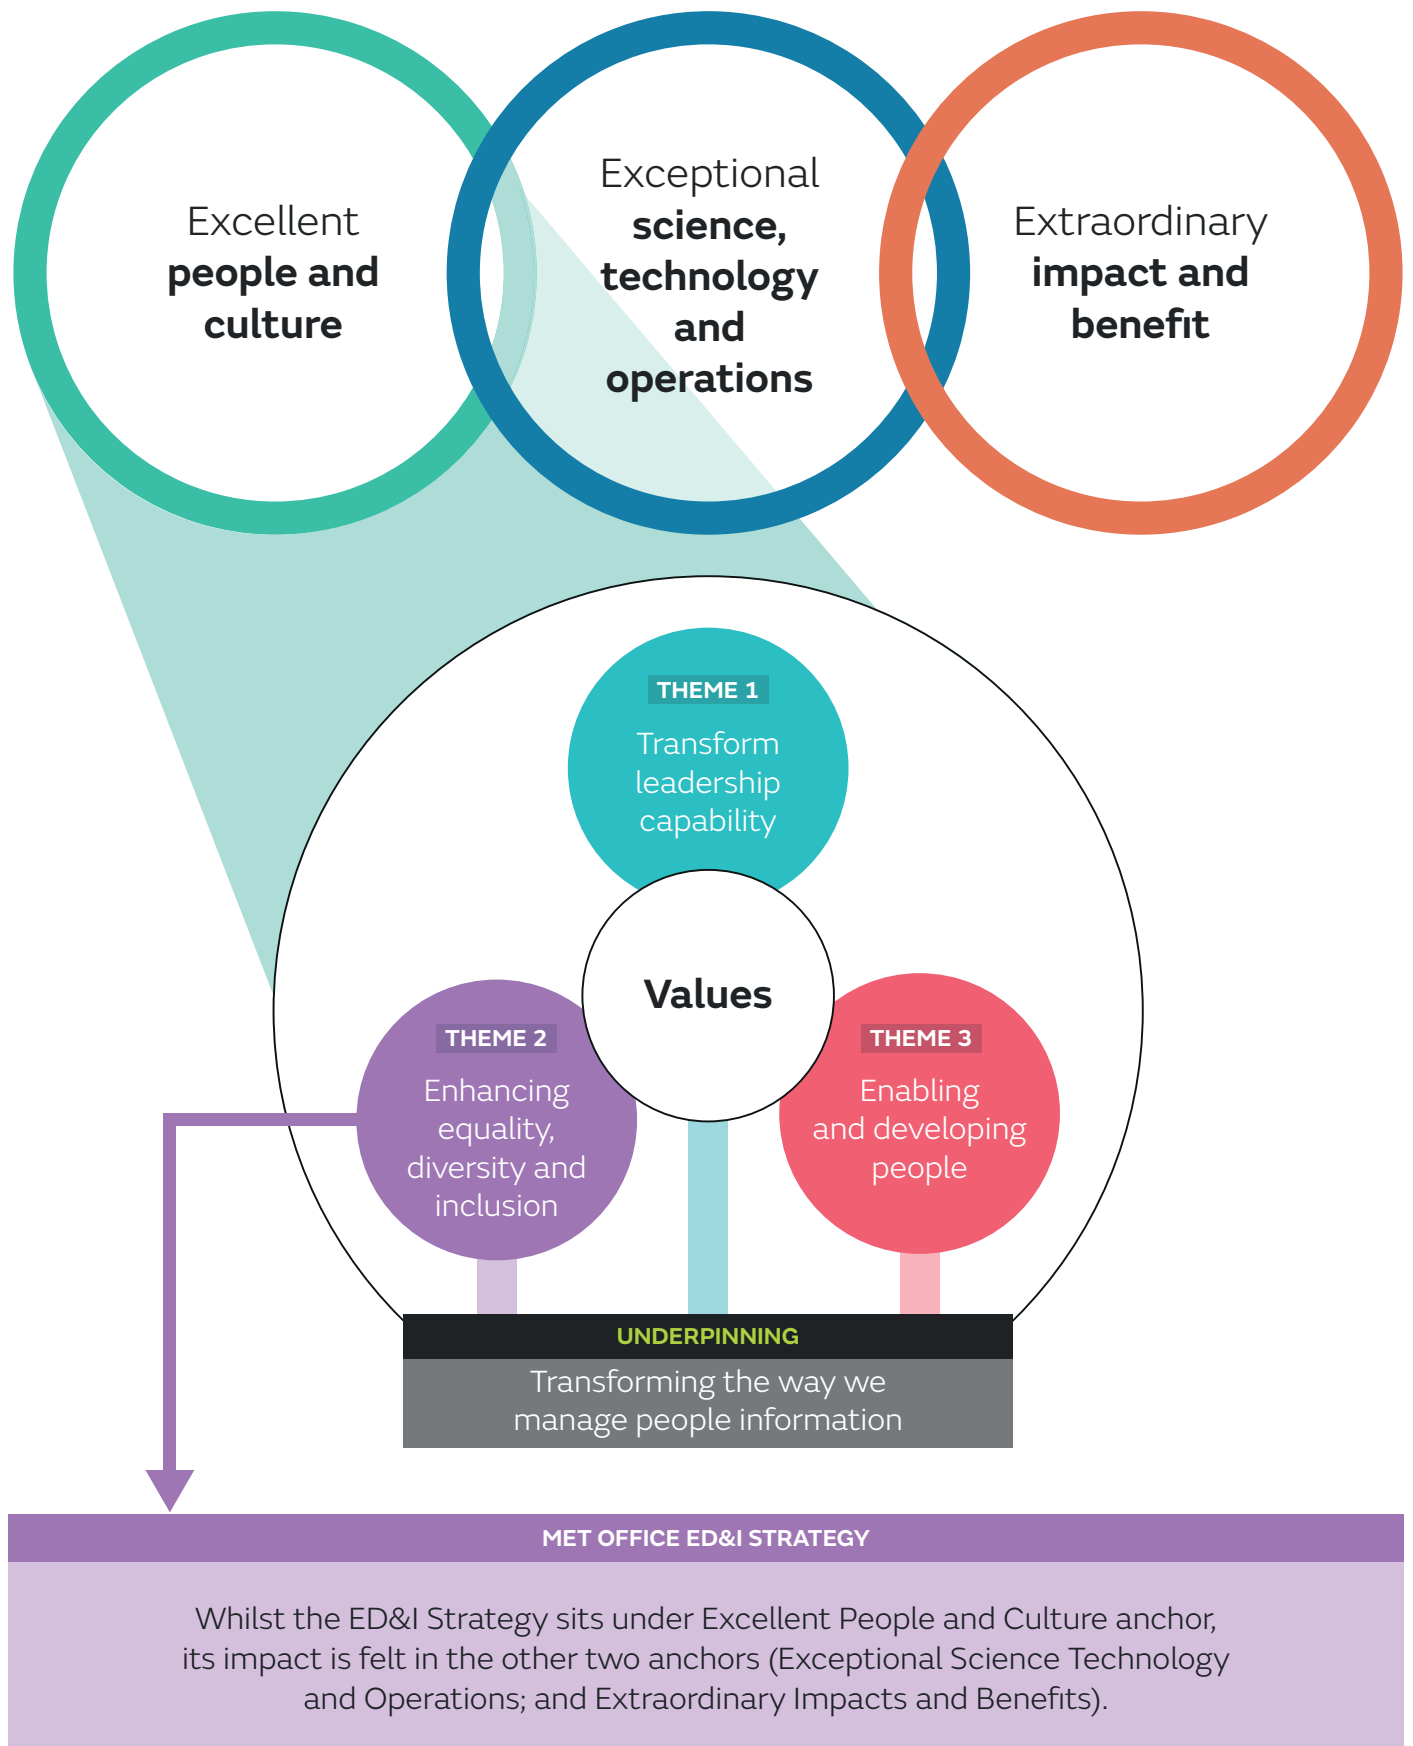 Excellent
people and
culture
Exceptional
science,
technology
and
operations
Extraordinary
impact and
benefit
THEME 1
Transform
leadership
capability
Values
THEME 2
Enhancing
equality,
diversity and
inclusion
THEME 3
Enabling
and developing
people
UNDERPINNING
Transforming the way we
manage people information
MET OFFICE ED&I STRATEGY
Whilst the ED&I Strategy sits under Excellent People and Culture anchor,
its impact is felt in the other two anchors (Exceptional Science Technology
and Operations; and Extraordinary Impacts and Benefits).